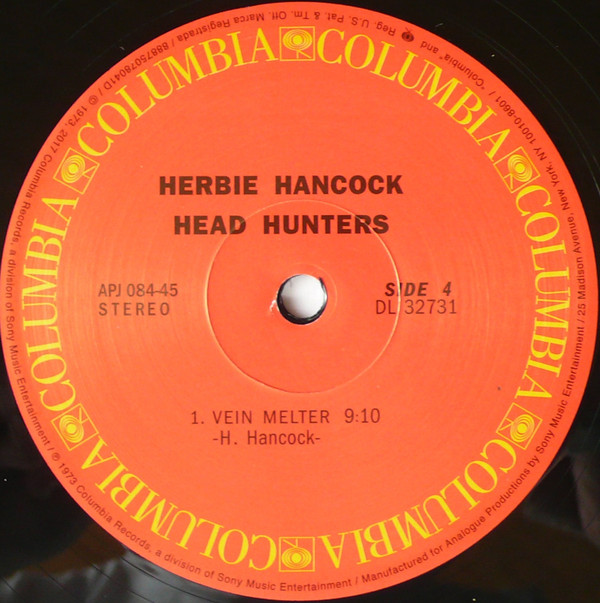 COLUMBIA COLUMBIA COLUMBIA COLUMBIA COLUMBIA COLUMBIA COLUMBIA COLUMBIA
HERBIE HANCOCK
HEAD HUNTERS
APJ 084-45
STEREO
SIDE 4
DL 32731
1. VEIN MELTER 9:10
-H. Hancock-
"Columbia" and Reg. U.S. Pat. & Tm. Off. Marca Registrada / 88875078041D / © 1973, 2017 Columbia Records, a division of Sony Music Entertainment / ℗ 1973 Columbia Records, a division of Sony Music Entertainment / Manufactured for Analogue Productions by Sony Music Entertainment / 25 Madison Avenue, New York, NY 10010-8601 /